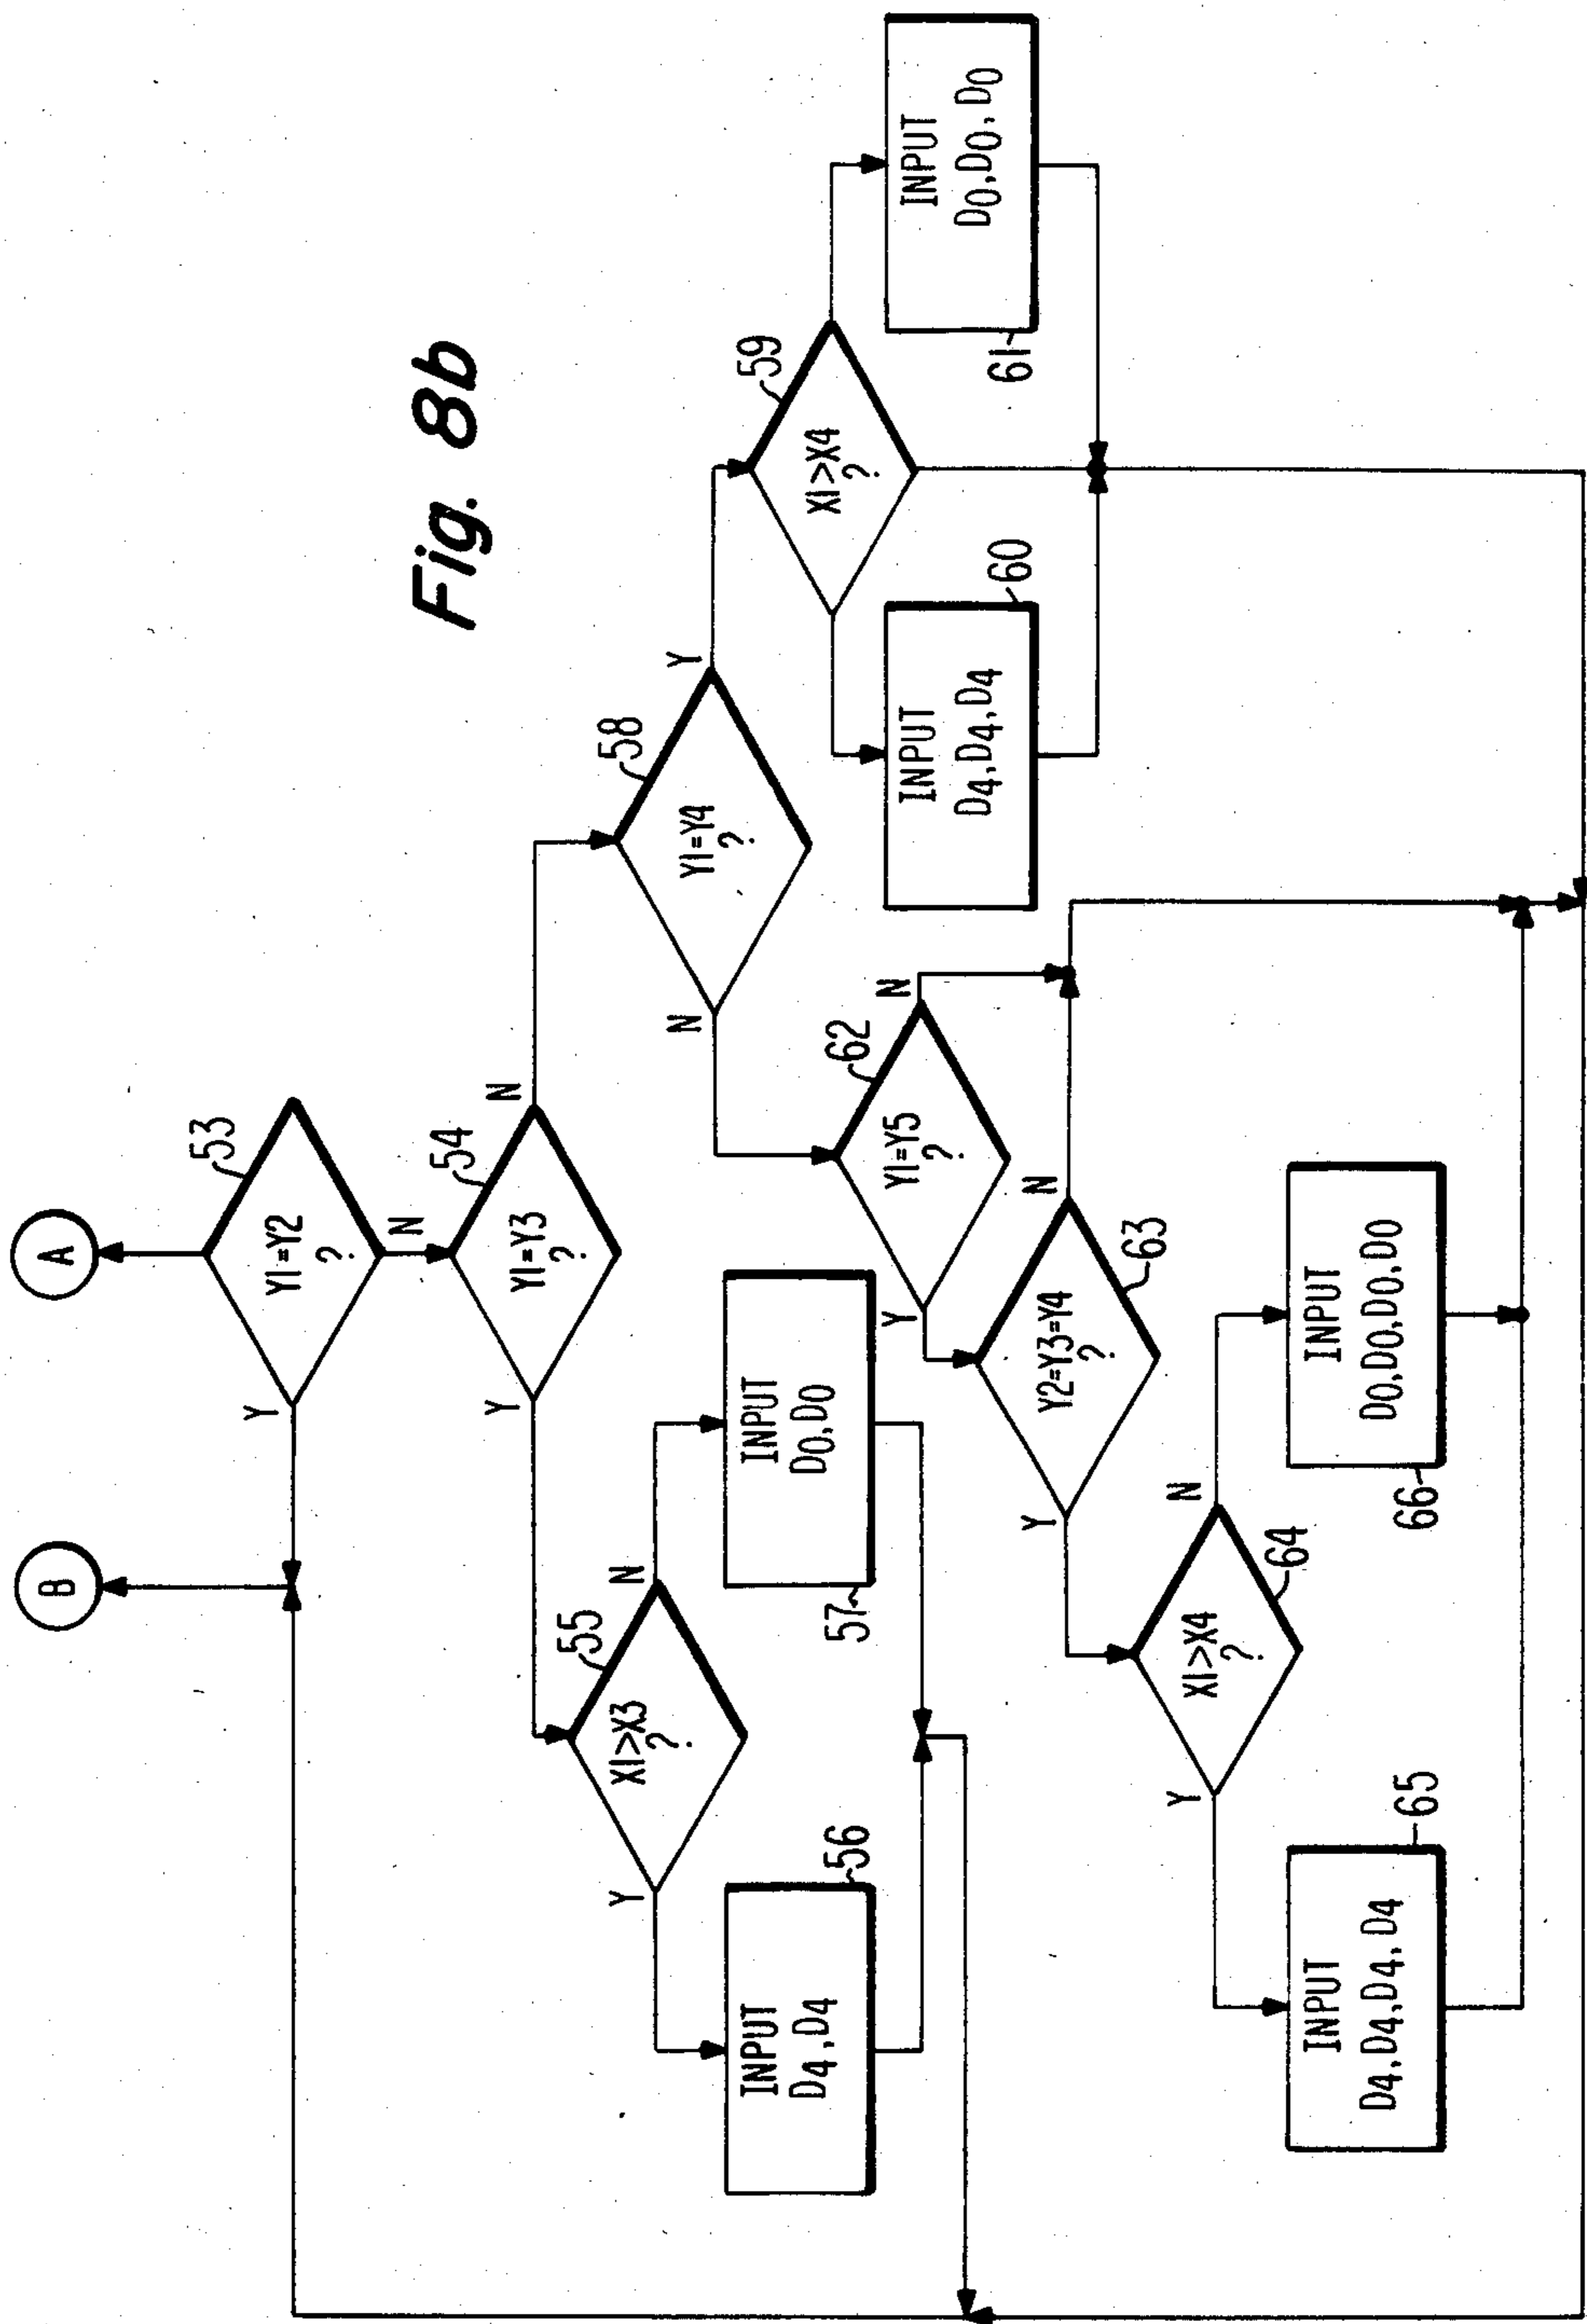 Fig. 8b
A
B
53
Y1=Y2
?
Y
N
54
Y1=Y3
?
Y
N
55
X1>X3
?
Y
N
INPUT
D4,D4
56
INPUT
D0,D0
57
58
Y1=Y4
?
N
Y
59
X1>X4
?
INPUT
D4,D4,D4
60
INPUT
D0,D0,D0
61
62
Y1=Y5
?
Y
N
Y2=Y3=Y4
?
63
Y
N
X1>X4
?
64
Y
N
INPUT
D4,D4,D4,D4
65
INPUT
D0,D0,D0,D0
66